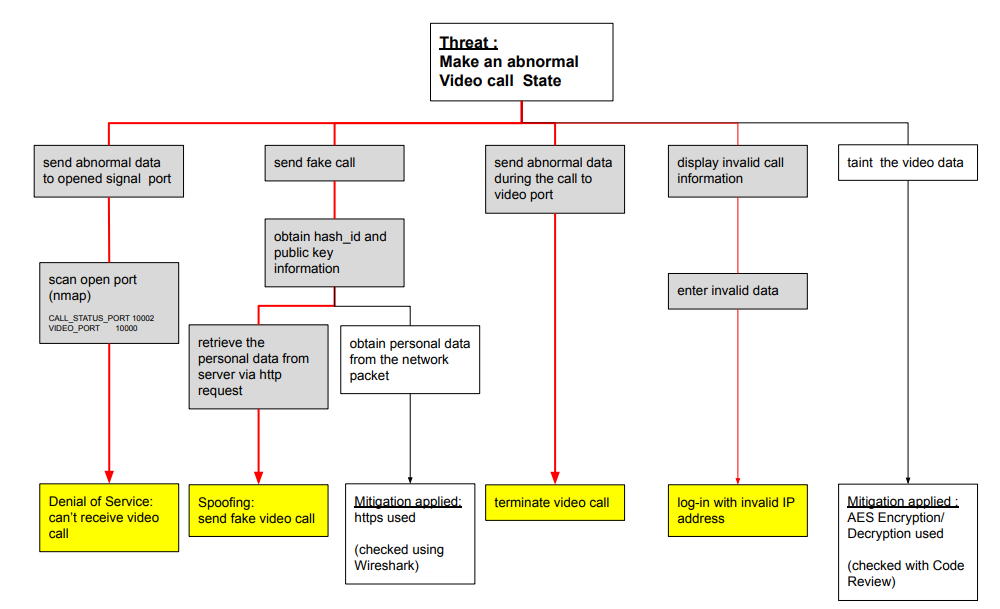 Threat :
Make an abnormal
Video call State
send abnormal data
to opened signal port
send fake call
send abnormal data
during the call to
video port
display invalid call
information
taint the video data
obtain hash_id and
public key
information
scan open port
(nmap)
CALL_STATUS_PORT 10002
VIDEO_PORT 10000
enter invalid data
retrieve the
personal data from
server via http
request
obtain personal data
from the network
packet
Denial of Service:
can't receive video
call
Spoofing:
send fake video call
Mitigation applied:
https used
(checked using
Wireshark)
terminate video call
log-in with invalid IP
address
Mitigation applied :
AES Encryption/
Decryption used
(checked with Code
Review)